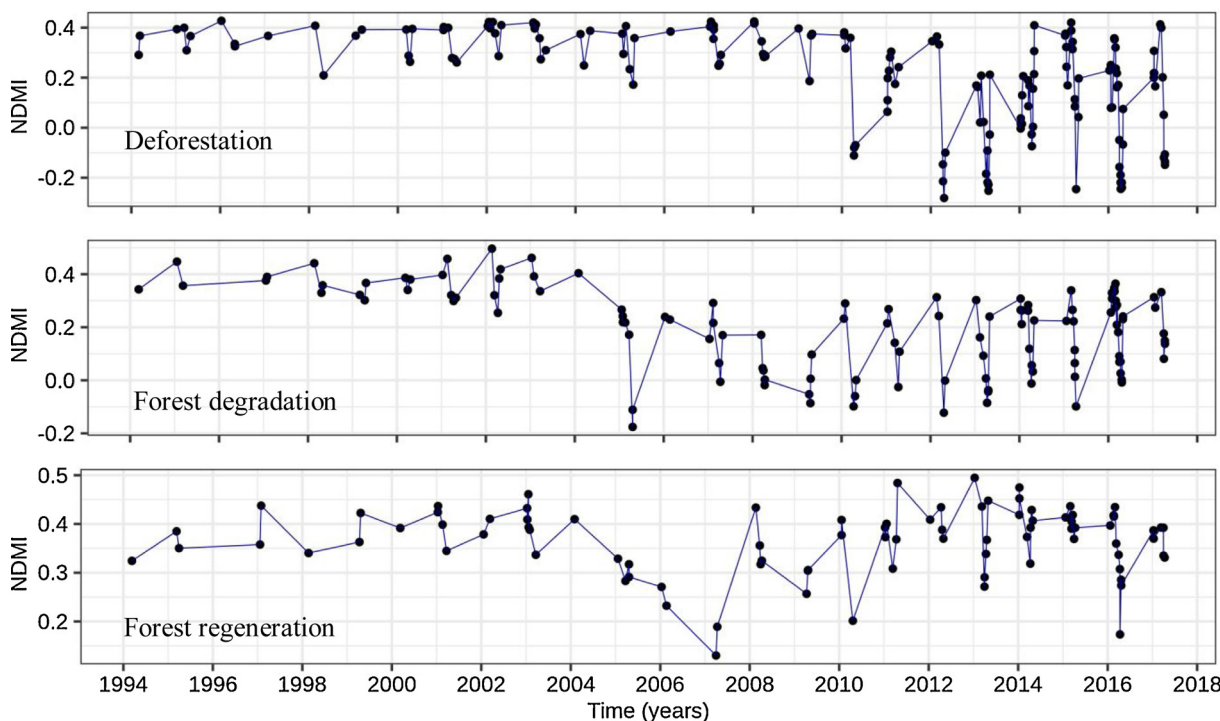 0.4
0.2
0.0
-0.2
NDMI
Deforestation
0.4
0.2
0.0
-0.2
NDMI
Forest degradation
0.5
0.4
0.3
0.2
NDMI
Forest regeneration
1994 1996 1998 2000 2002 2004 2006 2008 2010 2012 2014 2016 2018
Time (years)